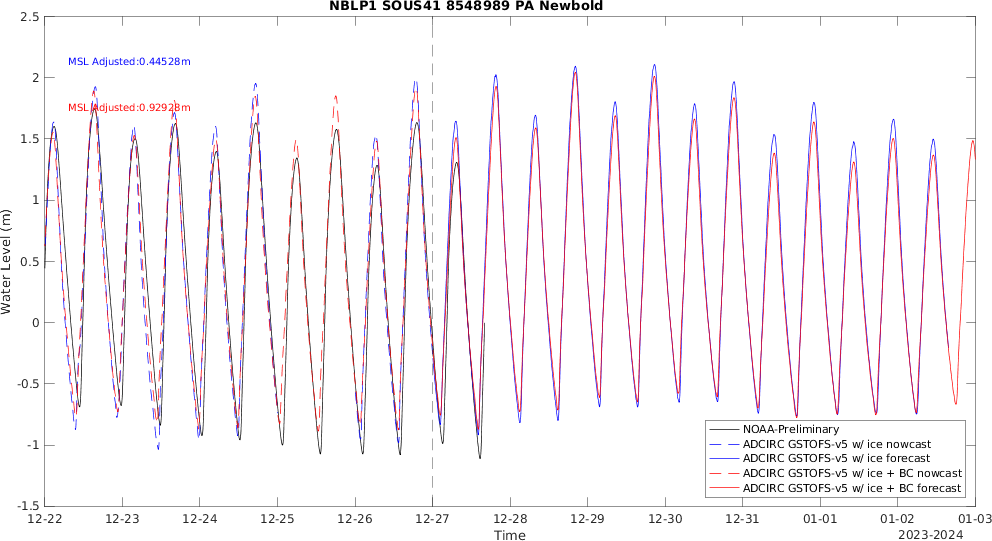 NBLP1 SOUS41 8548989 PA Newbold
2.5
2
1.5
1
0.5
0
-0.5
-1
-1.5
Water Level (m)
MSL Adjusted:0.44528m
MSL Adjusted:0.92928m
NOAA-Preliminary
ADCIRC GSTOFS-v5 w/ ice nowcast
ADCIRC GSTOFS-v5 w/ ice forecast
ADCIRC GSTOFS-v5 w/ ice + BC nowcast
ADCIRC GSTOFS-v5 w/ ice + BC forecast
12-22 12-23 12-24 12-25 12-26 12-27 12-28 12-29 12-30 12-31 01-01 01-02 01-03
Time
2023-2024